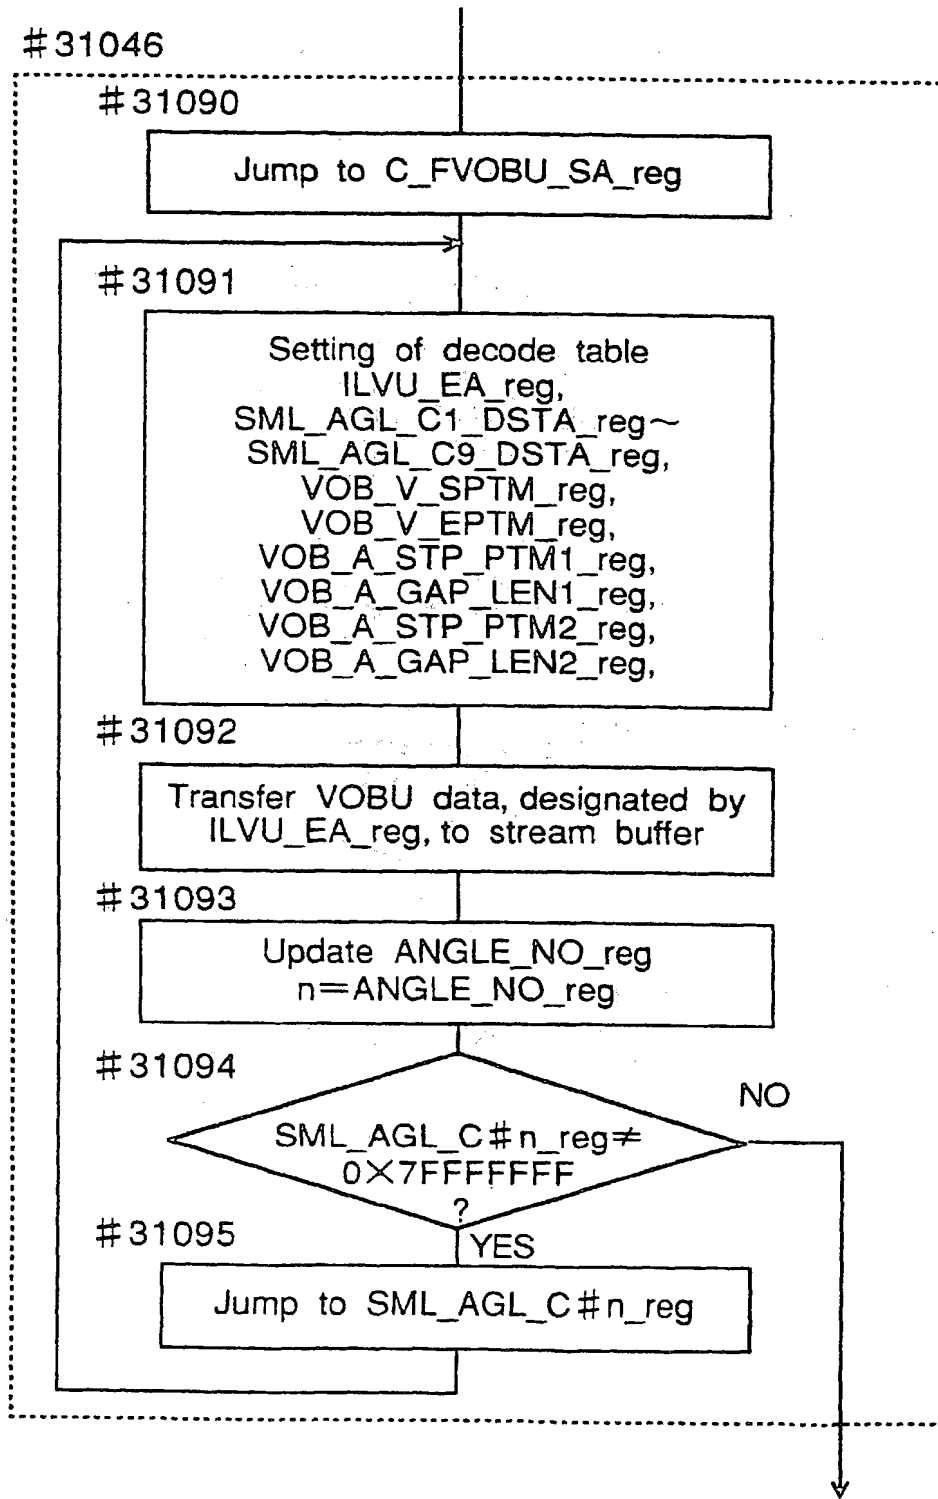 #31046
#31090
Jump to C_FVOBU_SA_reg
#31091
Setting of decode table
ILVU_EA_reg,
SML_AGL_C1_DSTA_reg~
SML_AGL_C9_DSTA_reg,
VOB_V_SPTM_reg,
VOB_V_EPTM_reg,
VOB_A_STP_PTM1_reg,
VOB_A_GAP_LEN1_reg,
VOB_A_STP_PTM2_reg,
VOB_A_GAP_LEN2_reg,
#31092
Transfer VOBU data, designated by
ILVU_EA_reg, to stream buffer
#31093
Update ANGLE_NO_reg
n=ANGLE_NO_reg
#31094
NO
SML_AGL_C#n_reg≠
0×7FFFFFFF
?
#31095
YES
Jump to SML_AGL_C#n_reg